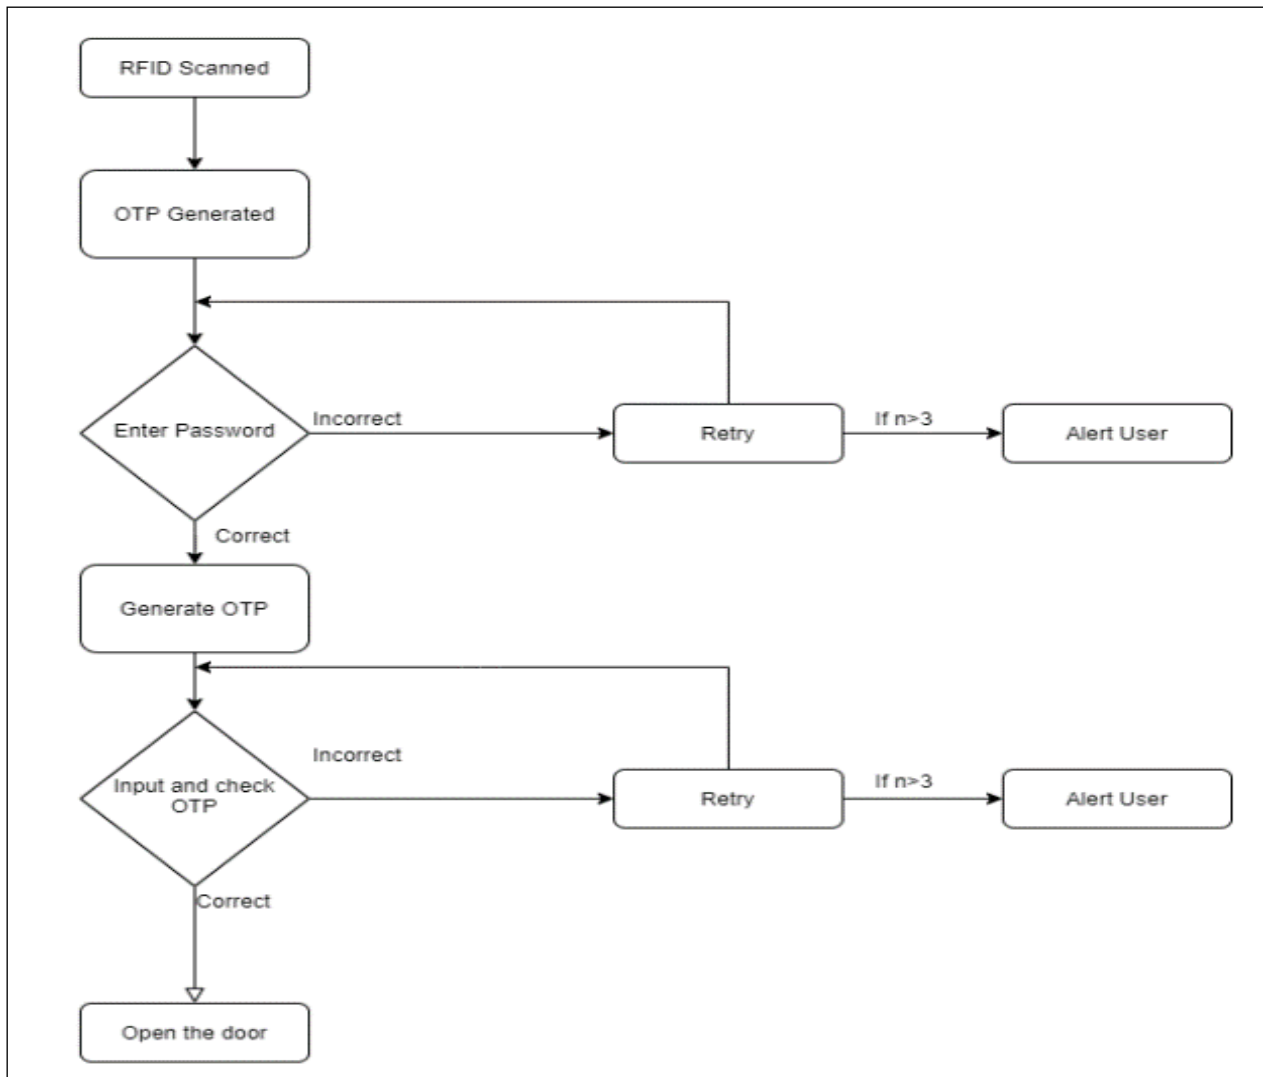 RFID Scanned
OTP Generated
Enter Password
Incorrect
Retry
If n>3
Alert User
Correct
Generate OTP
Input and check
OTP
Incorrect
Retry
If n>3
Alert User
Correct
Open the door